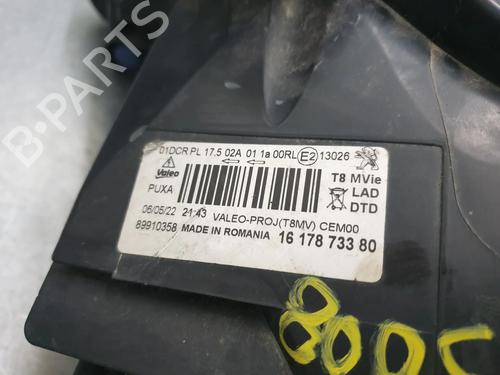 B-PARTS
01DCR PL 17.5 02A 01 1a 00RL E2 13026
Valeo T8 MVie
PUXA LAD
DTD
06/05/22 21:43 VALEO-PROJ(T8MV) CEM00
89910358 MADE IN ROMANIA 16 178 733 80